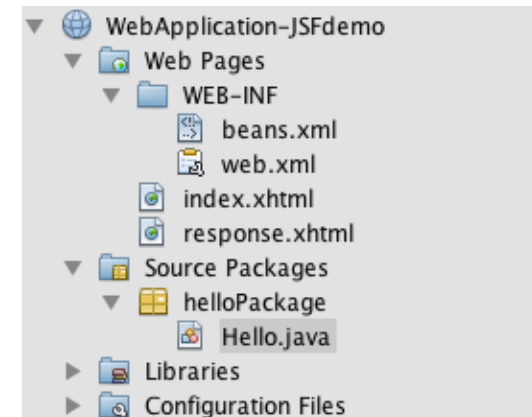 WebApplication-JSFdemo
Web Pages
WEB-INF
beans.xml
web.xml
index.xhtml
response.xhtml
Source Packages
helloPackage
Hello.java
Libraries
Configuration Files